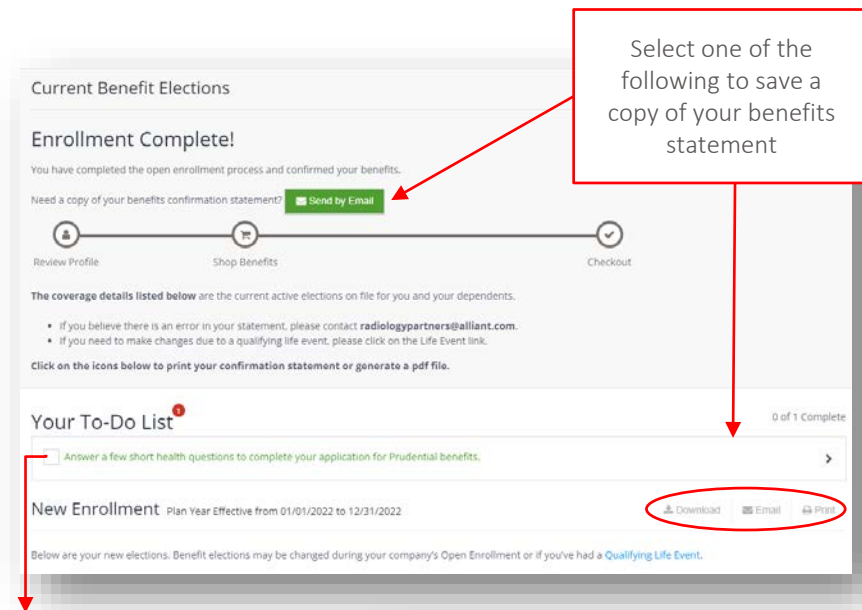 Select one of the
following to save a
copy of your benefits
statement
Current Benefit Elections
Enrollment Complete!
You have completed the open enrollment process and confirmed your benefits.
Need a copy of your benefits confirmation statement? Send by Email
Review Profile Shop Benefits Checkout
The coverage details listed below are the current active elections on file for you and your dependents.
• If you believe there is an error in your statement, please contact radiologypartners@alliant.com.
• If you need to make changes due to a qualifying life event, please click on the Life Event link.
Click on the icons below to print your confirmation statement or generate a pdf file.
Your To-Do List 1 0 of 1 Complete
Answer a few short health questions to complete your application for Prudential benefits.
New Enrollment Plan Year Effective from 01/01/2022 to 12/31/2022 Download Email Print
Below are your new elections. Benefit elections may be changed during your company's Open Enrollment or if you've had a Qualifying Life Event.